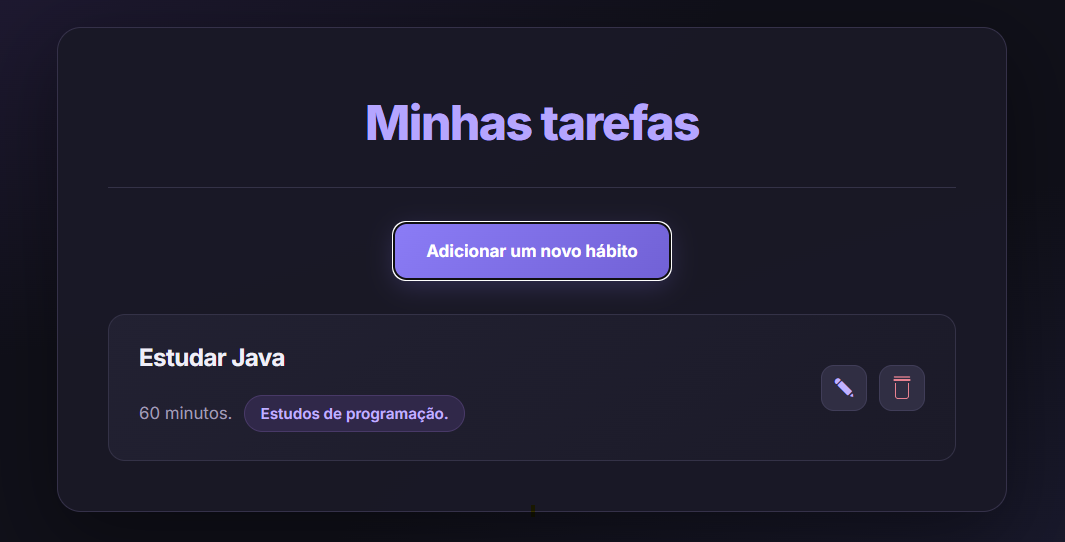 Minhas tarefas
Adicionar um novo hábito
Estudar Java
60 minutos. Estudos de programação.